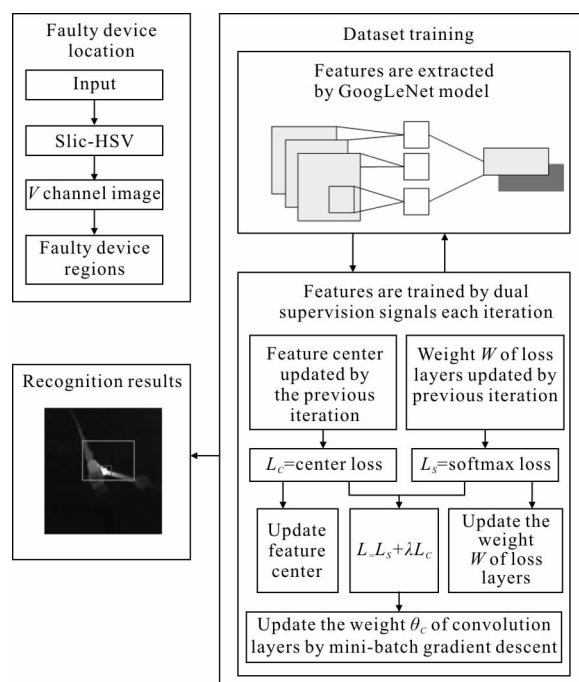 Faulty device
location
Input
Slic-HSV
V channel image
Faulty device
regions
Recognition results
Dataset training
Features are extracted
by GoogLeNet model
Features are trained by dual
supervision signals each iteration
Feature center
updated by
the previous
iteration
Weight W of loss
layers updated by
previous iteration
L_C=center loss
L_S=softmax loss
Update
feature
center
L=L_S+λL_C
Update the
weight
W of loss
layers
Update the weight θ_C of convolution
layers by mini-batch gradient descent